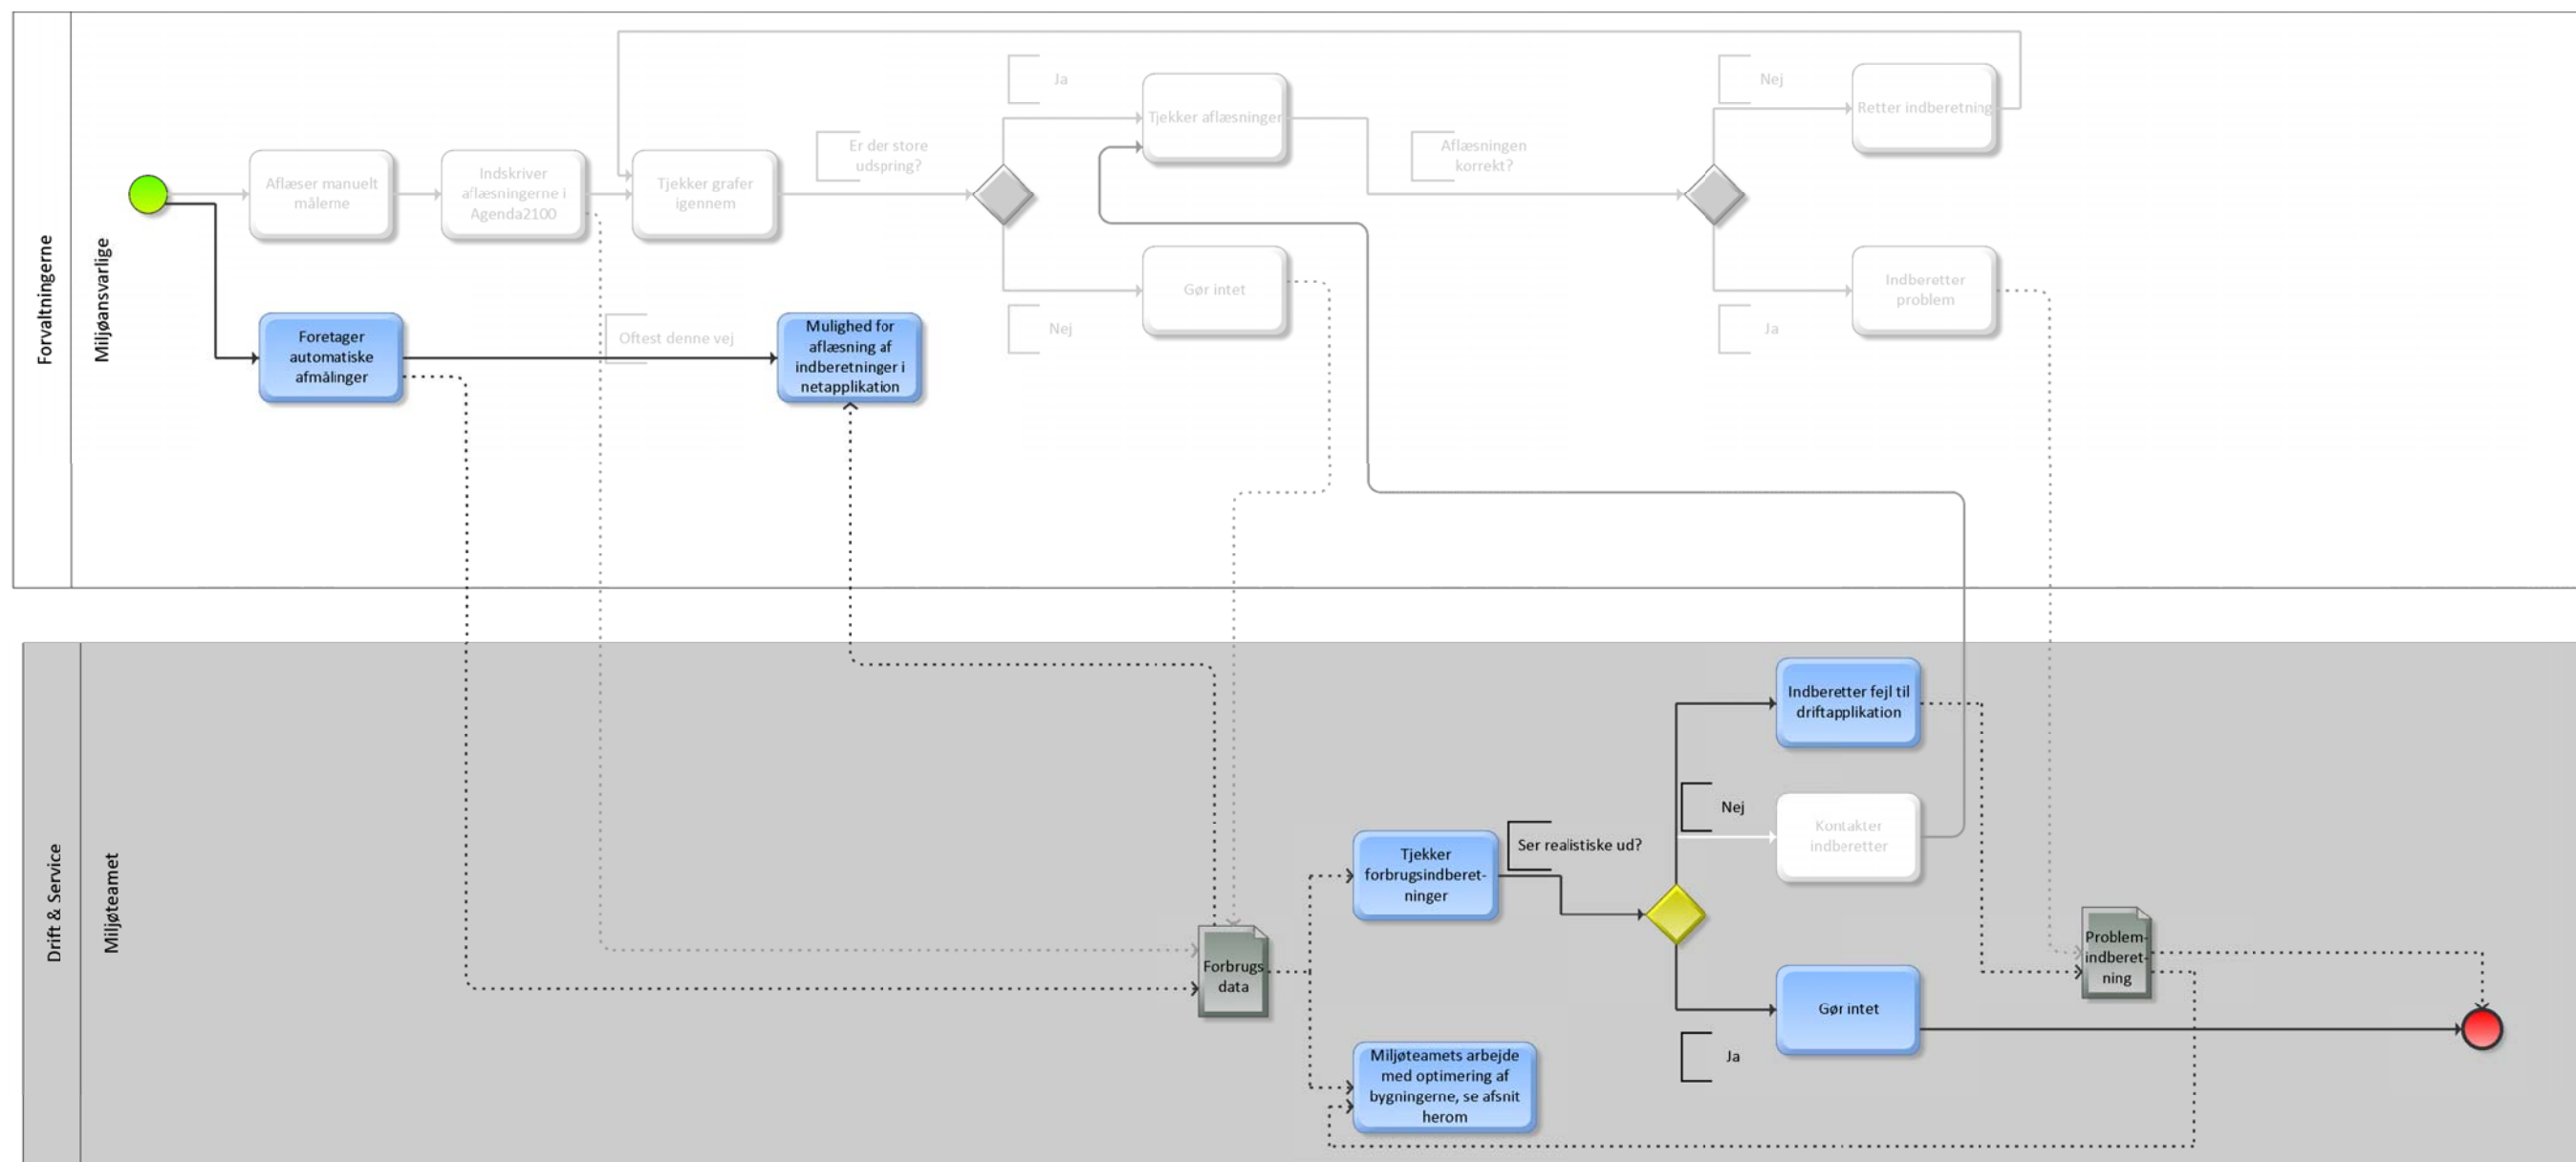 Forvaltningerne
Miljøansvarlige
Aflæser manuelt
målerne
Indskriver
aflæsningerne i
Agenda2100
Tjekker grafer
igennem
Er der store
udspring?
Ja
Nej
Tjekker aflæsninger
Gør intet
Aflæsningen
korrekt?
Nej
Ja
Retter indberetning
Indberetter
problem
Foretager
automatiske
afmålinger
Oftest denne vej
Mulighed for
aflæsning af
indberetninger i
netapplikation
Drift & Service
Miljøteamet
Forbrugs
data
Tjekker
forbrugsindberet-
ninger
Ser realistiske ud?
Nej
Ja
Indberetter fejl til
driftapplikation
Kontakter
indberetter
Gør intet
Problem-
indberet-
ning
Miljøteamets arbejde
med optimering af
bygningerne, se afsnit
herom